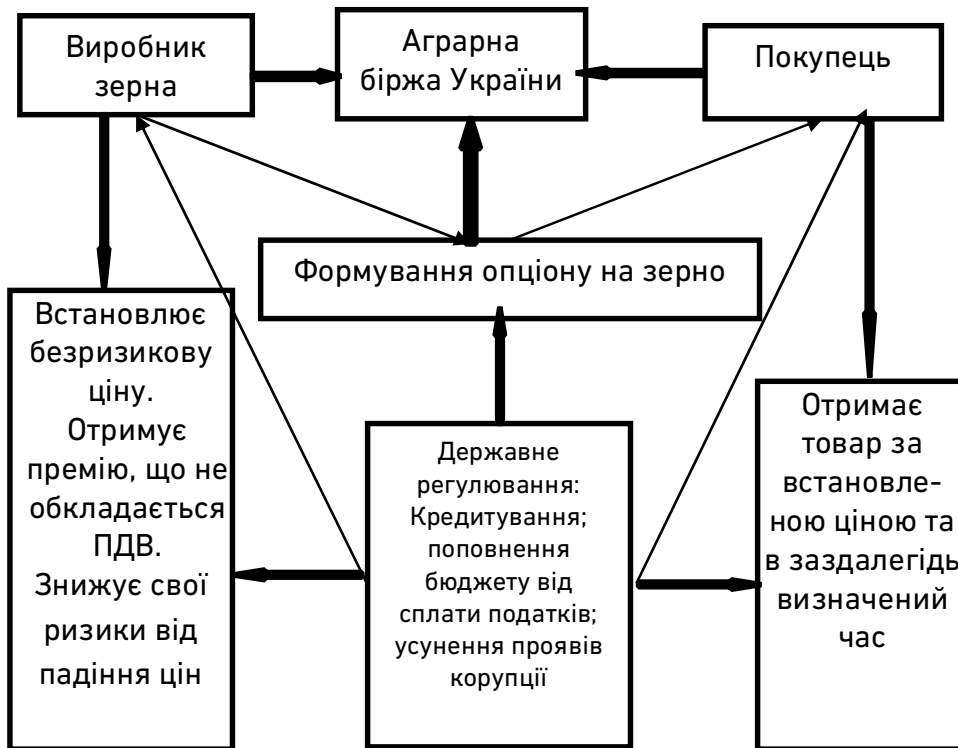 Виробник
зерна
Аграрна
біржа України
Покупець
Формування опціону на зерно
Встановлює
безризикову
ціну.
Отримує
премію, що не
обкладається
ПДВ.
Знижує свої
ризики від
падіння цін
Державне
регулювання:
Кредитування;
поповнення
бюджету від
сплати податків;
усунення проявів
корупції
Отримає
товар за
встановле-
ною ціною та
в заздалегідь
визначений
час